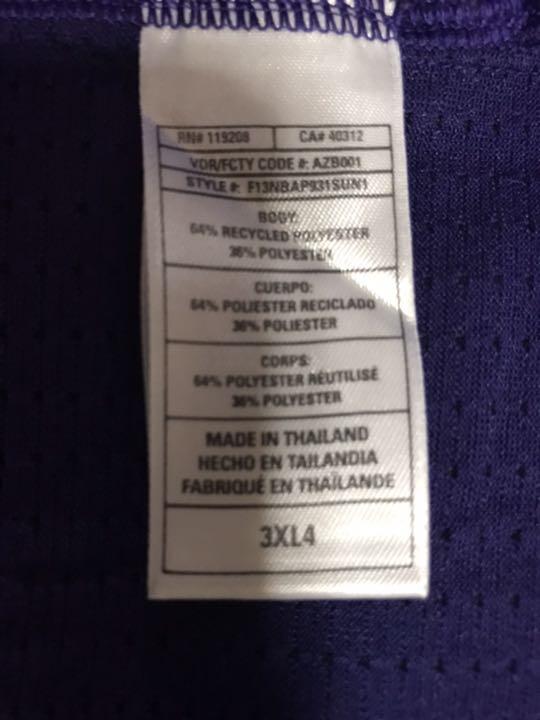 RN# 119208 CA# 40312
VDR/FCTY CODE #: AZB001
STYLE #: F13NBAP931SUN1
BODY:
64% RECYCLED POLYESTER
36% POLYESTER
CUERPO:
64% POLIESTER RECICLADO
36% POLIESTER
CORPS:
64% POLYESTER RÉUTILISÉ
36% POLYESTER
MADE IN THAILAND
HECHO EN TAILANDIA
FABRIQUÉ EN THAÏLANDE
3XL4